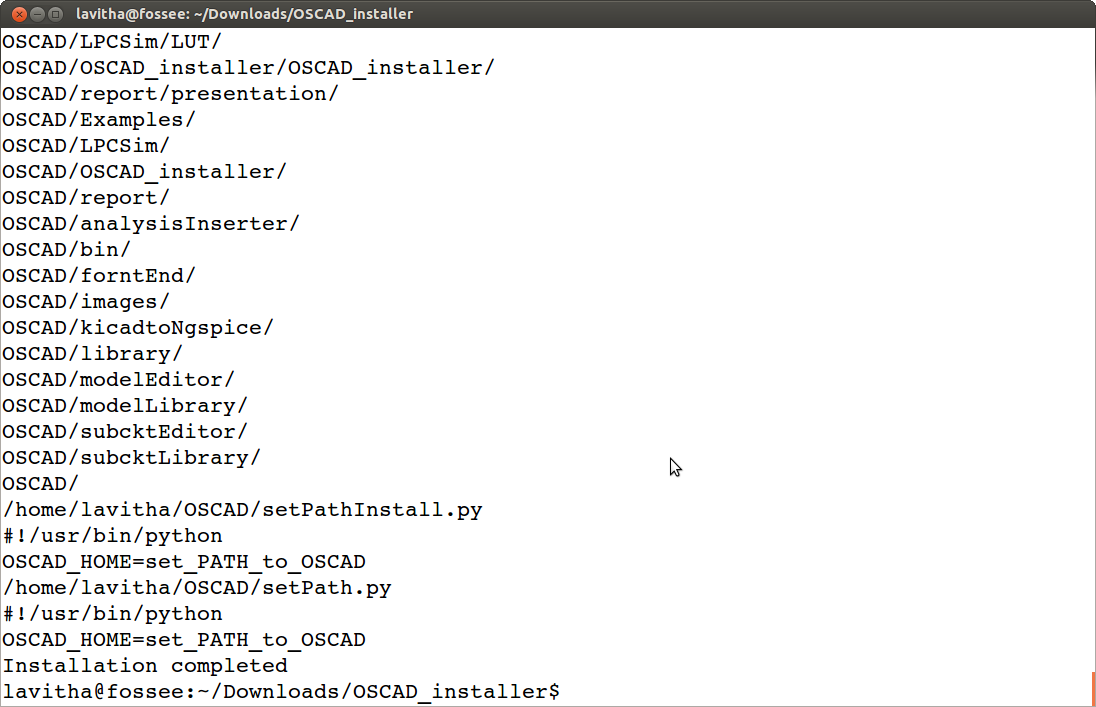 lavitha@fossee: ~/Downloads/OSCAD_installer
OSCAD/LPCSim/LUT/
OSCAD/OSCAD_installer/OSCAD_installer/
OSCAD/report/presentation/
OSCAD/Examples/
OSCAD/LPCSim/
OSCAD/OSCAD_installer/
OSCAD/report/
OSCAD/analysisInserter/
OSCAD/bin/
OSCAD/forntEnd/
OSCAD/images/
OSCAD/kicadtoNgspice/
OSCAD/library/
OSCAD/modelEditor/
OSCAD/modelLibrary/
OSCAD/subcktEditor/
OSCAD/subcktLibrary/
OSCAD/
/home/lavitha/OSCAD/setPathInstall.py
#!/usr/bin/python
OSCAD_HOME=set_PATH_to_OSCAD
/home/lavitha/OSCAD/setPath.py
#!/usr/bin/python
OSCAD_HOME=set_PATH_to_OSCAD
Installation completed
lavitha@fossee:~/Downloads/OSCAD_installer$